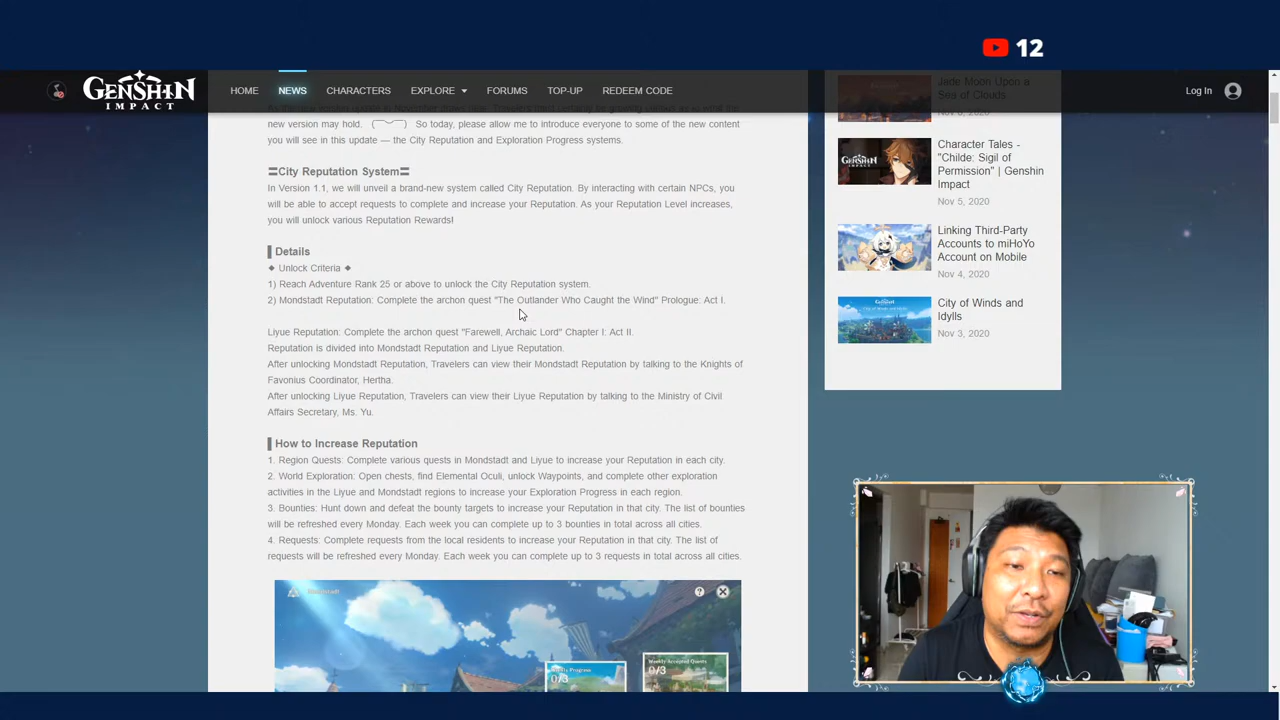 12
GENSHIN
IMPACT
HOME
NEWS
CHARACTERS
EXPLORE
FORUMS
TOP-UP
REDEEM CODE
Log In
new version may hold. So today, please allow me to introduce everyone to some of the new content
you will see in this update — the City Reputation and Exploration Progress systems.
〓City Reputation System〓
In Version 1.1, we will unveil a brand-new system called City Reputation. By interacting with certain NPCs, you
will be able to accept requests to complete and increase your Reputation. As your Reputation Level increases,
you will unlock various Reputation Rewards!
▌Details
◆ Unlock Criteria ◆
1) Reach Adventure Rank 25 or above to unlock the City Reputation system.
2) Mondstadt Reputation: Complete the archon quest "The Outlander Who Caught the Wind" Prologue: Act I.
Liyue Reputation: Complete the archon quest "Farewell, Archaic Lord" Chapter I: Act II.
Reputation is divided into Mondstadt Reputation and Liyue Reputation.
After unlocking Mondstadt Reputation, Travelers can view their Mondstadt Reputation by talking to the Knights of
Favonius Coordinator, Hertha.
After unlocking Liyue Reputation, Travelers can view their Liyue Reputation by talking to the Ministry of Civil
Affairs Secretary, Ms. Yu.
▌How to Increase Reputation
1. Region Quests: Complete various quests in Mondstadt and Liyue to increase your Reputation in each city.
2. World Exploration: Open chests, find Elemental Oculi, unlock Waypoints, and complete other exploration
activities in the Liyue and Mondstadt regions to increase your Exploration Progress in each region.
3. Bounties: Hunt down and defeat the bounty targets to increase your Reputation in that city. The list of bounties
will be refreshed every Monday. Each week you can complete up to 3 bounties in total across all cities.
4. Requests: Complete requests from the local residents to increase your Reputation in that city. The list of
requests will be refreshed every Monday. Each week you can complete up to 3 requests in total across all cities.
Mondstadt
0/3
Weekly Accepted Quests
0/3
Jade Moon Upon a
Sea of Clouds
Nov 6, 2020
Character Tales -
"Childe: Sigil of
Permission" | Genshin
Impact
Nov 5, 2020
Linking Third-Party
Accounts to miHoYo
Account on Mobile
Nov 4, 2020
City of Winds and
Idylls
Nov 3, 2020